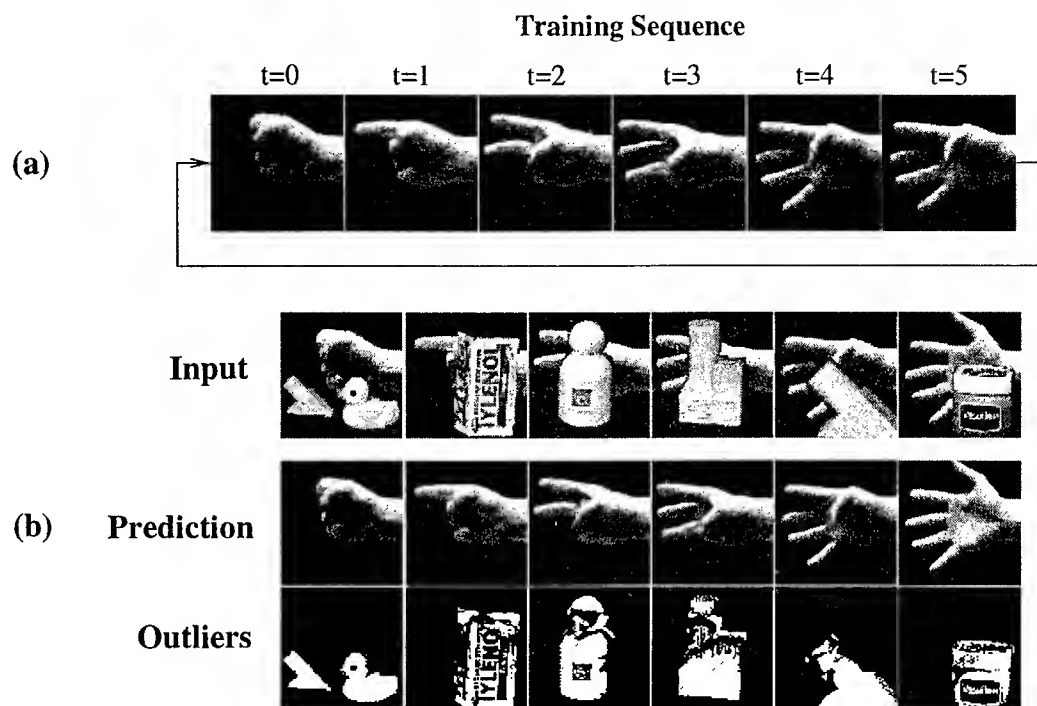 Training Sequence
t=0 t=1 t=2 t=3 t=4 t=5
(a)
Input
TYLENOL
(b) Prediction
Outliers
TYLENOL